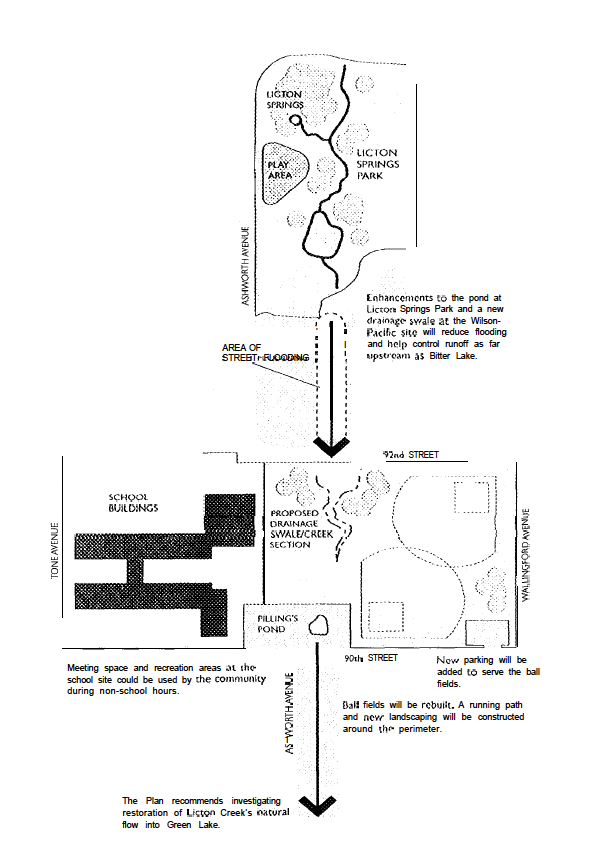 LICTON
SPRINGS
LICTON
SPRINGS
PARK
PLAY
AREA
ASHWORTH AVENUE
Enhancements to the pond at
Licton Springs Park and a new
drainage swale at the Wilson-
Pacific site will reduce flooding
and help control runoff as far
upstream as Bitter Lake.
AREA OF
STREET FLOODING
92nd STREET
SCHOOL
BUILDINGS
PROPOSED
DRAINAGE
SWALE/CREEK
SECTION
TONE AVENUE
WALLINGFORD AVENUE
PILLING'S
POND
90th STREET
Meeting space and recreation areas at the
school site could be used by the community
during non-school hours.
New parking will be
added to serve the ball
fields.
ASHWORTH AVENUE
Ball fields will be rebuilt. A running path
and new landscaping will be constructed
around the perimeter.
The Plan recommends investigating
restoration of Licton Creek's natural
flow into Green Lake.